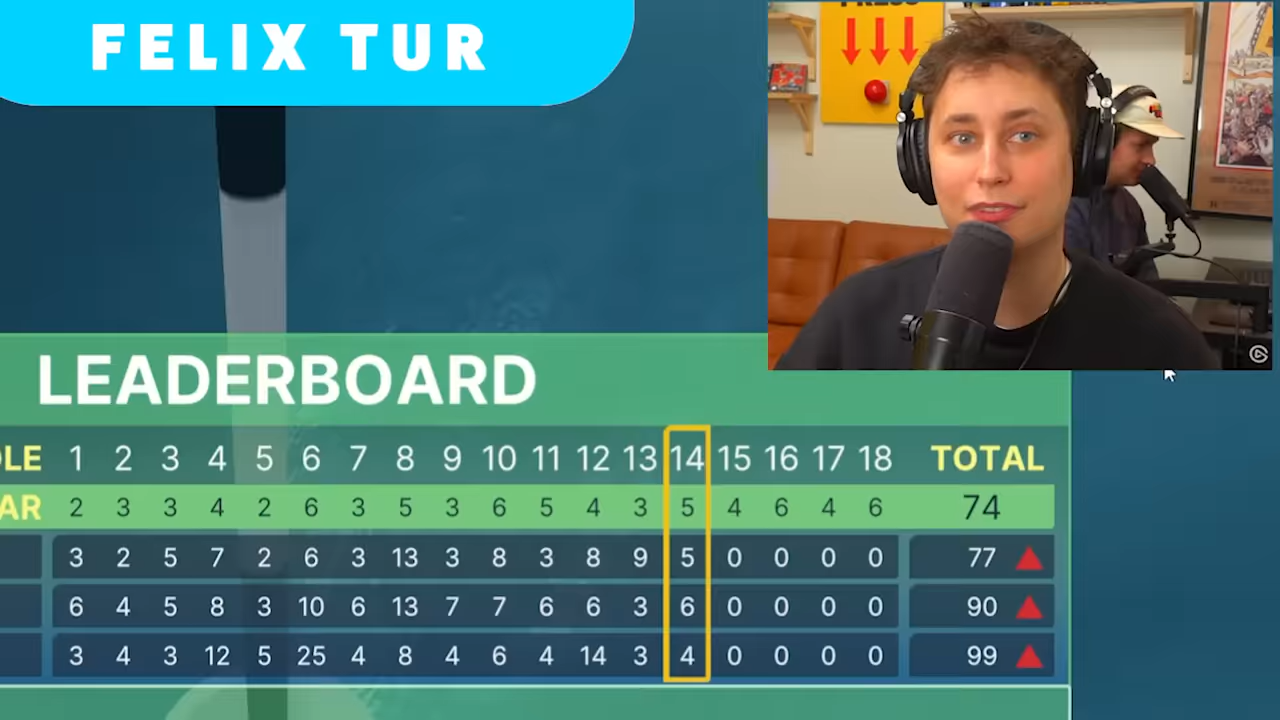 FELIX TUR
PRESS
LEADERBOARD
OLE 1 2 3 4 5 6 7 8 9 10 11 12 13 14 15 16 17 18 TOTAL
AR 2 3 3 4 2 6 3 5 3 6 5 4 3 5 4 6 4 6 74
3 2 5 7 2 6 3 13 3 8 3 8 9 5 0 0 0 0 77
6 4 5 8 3 10 6 13 7 7 6 6 3 6 0 0 0 0 90
3 4 3 12 5 25 4 8 4 6 4 14 3 4 0 0 0 0 99